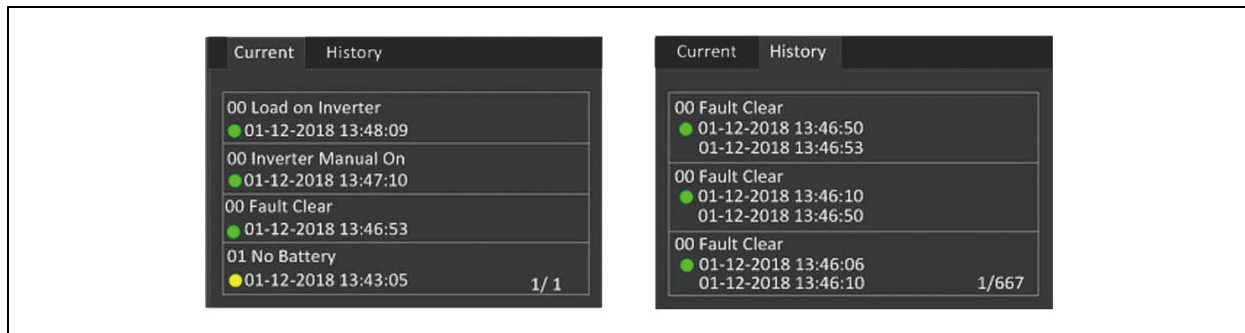 Current History
00 Load on Inverter
01-12-2018 13:48:09
00 Inverter Manual On
01-12-2018 13:47:10
00 Fault Clear
01-12-2018 13:46:53
01 No Battery
01-12-2018 13:43:05 1/ 1
Current History
00 Fault Clear
01-12-2018 13:46:50
01-12-2018 13:46:53
00 Fault Clear
01-12-2018 13:46:10
01-12-2018 13:46:50
00 Fault Clear
01-12-2018 13:46:06
01-12-2018 13:46:10 1/667